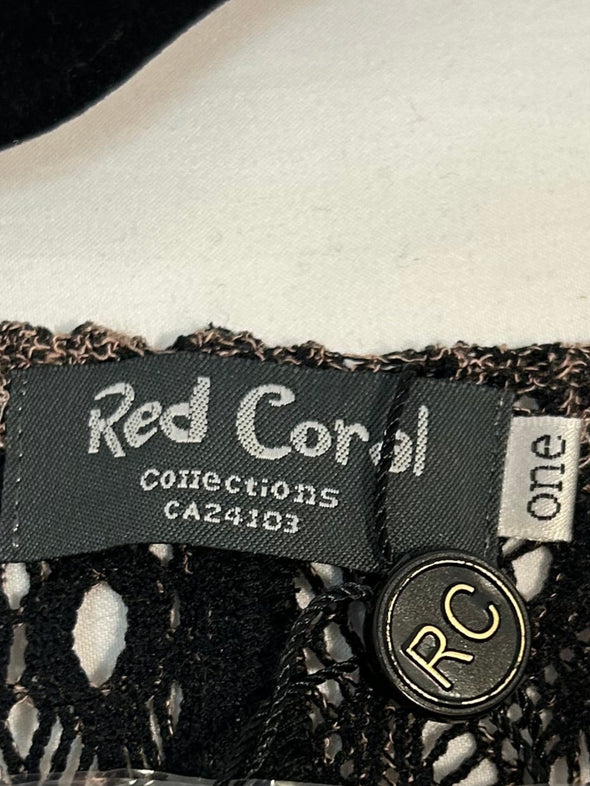 Red Coral
Collections
CA24103
one
RC